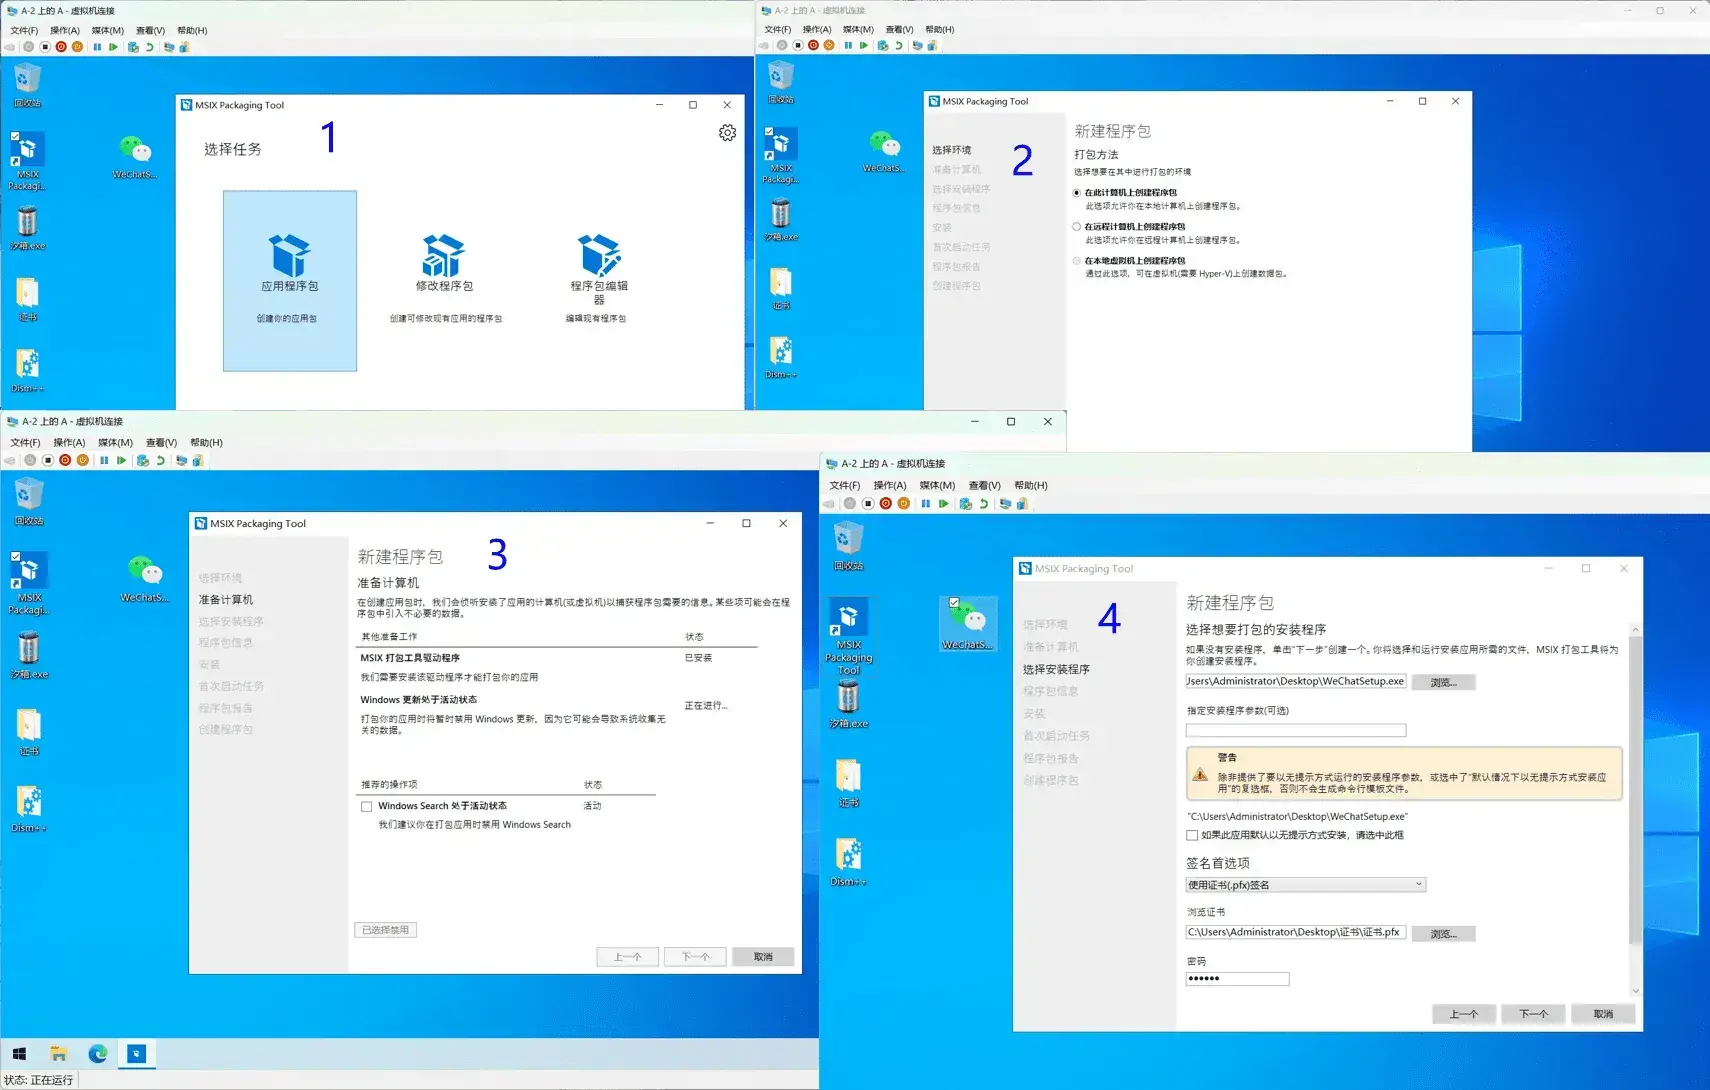 A-2 上的 A - 虚拟机连接
文件(F) 操作(A) 媒体(M) 查看(V) 帮助(H)
回收站
MSIX
Packagi...
WeChatS...
汐箱.exe
证书
Dism++
MSIX Packaging Tool
1
选择任务
应用程序包
创建你的应用包
修改程序包
创建可修改现有应用的程序包
程序包编辑
器
编辑现有程序包
A-2 上的 A - 虚拟机连接
文件(F) 操作(A) 媒体(M) 查看(V) 帮助(H)
回收站
MSIX
Packagi...
WeChatS...
汐箱.exe
证书
Dism++
MSIX Packaging Tool
2
选择环境
准备计算机
选择安装程序
程序包信息
安装
首次启动任务
程序包报告
创建程序包
新建程序包
打包方法
选择想要在其中进行打包的环境
在此计算机上创建程序包
此选项允许你在本地计算机上创建程序包。
在远程计算机上创建程序包
此选项允许你在远程计算机上创建程序包。
在本地虚拟机上创建程序包
通过此选项，可在虚拟机(需要 Hyper-V)上创建数据包。
A-2 上的 A - 虚拟机连接
文件(F) 操作(A) 媒体(M) 查看(V) 帮助(H)
回收站
MSIX
Packagi...
WeChatS...
汐箱.exe
证书
Dism++
MSIX Packaging Tool
3
选择环境
准备计算机
选择安装程序
程序包信息
安装
首次启动任务
程序包报告
创建程序包
新建程序包
准备计算机
在创建应用包时，我们会侦听安装了应用的计算机(或虚拟机)以捕获程序包需要的信息。某些项可能会在程
序包中引入不必要的数据。
其他准备工作 状态
MSIX 打包工具驱动程序 已安装
我们需要安装该驱动程序才能打包你的应用
Windows 更新处于活动状态 正在进行...
打包你的应用时将暂时禁用 Windows 更新，因为它可能会导致系统收集无
关的数据。
推荐的操作项 状态
Windows Search 处于活动状态 活动
我们建议你在打包应用时禁用 Windows Search
已选择禁用
上一个 下一个 取消
状态: 正在运行
A-2 上的 A - 虚拟机连接
文件(F) 操作(A) 媒体(M) 查看(V) 帮助(H)
回收站
MSIX
Packaging
Tool
WeChatS...
汐箱.exe
证书
Dism++
MSIX Packaging Tool
4
选择环境
准备计算机
选择安装程序
程序包信息
安装
首次启动任务
程序包报告
创建程序包
新建程序包
选择想要打包的安装程序
如果没有安装程序，单击"下一步"创建一个。你将选择和运行安装应用所需的文件，MSIX 打包工具将为
你创建安装程序。
Jsers\Administrator\Desktop\WeChatSetup.exe 浏览...
指定安装程序参数(可选)
警告
除非提供了要以无提示方式运行的安装程序参数，或选中了"默认情况下以无提示方式安装应
用"的复选框，否则不会生成命令行模板文件。
"C:\Users\Administrator\Desktop\WeChatSetup.exe"
如果此应用默认以无提示方式安装，请选中此框
签名首选项
使用证书(.pfx)签名
浏览证书
C:\Users\Administrator\Desktop\证书\证书.pfx 浏览...
密码
••••••
上一个 下一个 取消